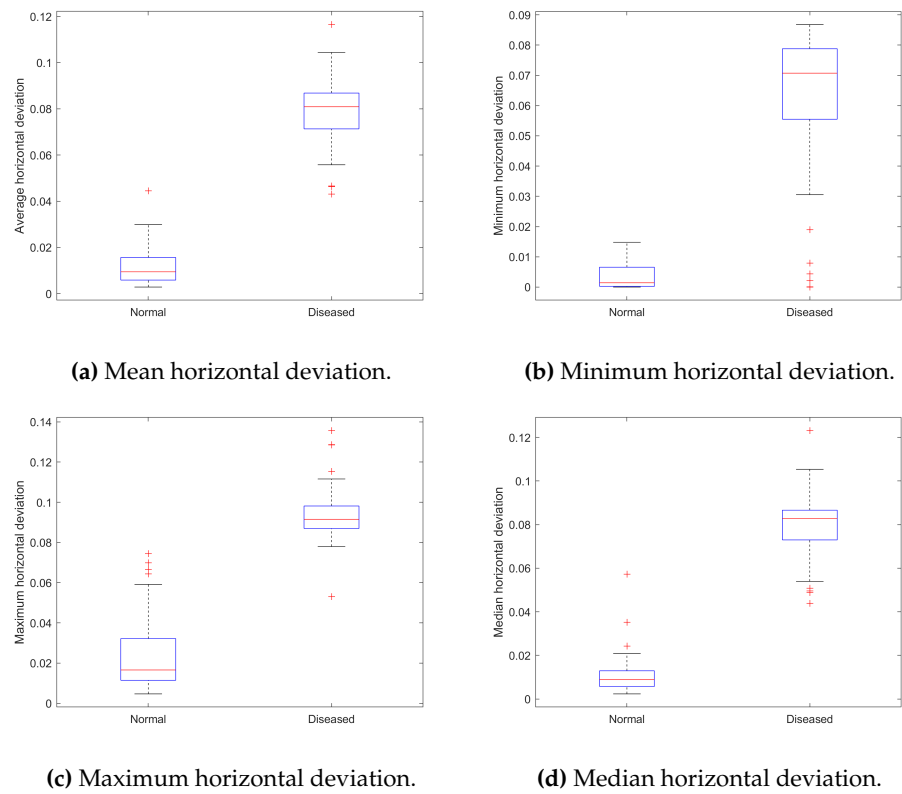 0.12
0.1
0.08
0.06
0.04
0.02
0
Average horizontal deviation
Normal Diseased
(a) Mean horizontal deviation.
0.09
0.08
0.07
0.06
0.05
0.04
0.03
0.02
0.01
0
Minimum horizontal deviation
Normal Diseased
(b) Minimum horizontal deviation.
0.14
0.12
0.1
0.08
0.06
0.04
0.02
0
Maximum horizontal deviation
Normal Diseased
(c) Maximum horizontal deviation.
0.12
0.1
0.08
0.06
0.04
0.02
0
Median horizontal deviation
Normal Diseased
(d) Median horizontal deviation.